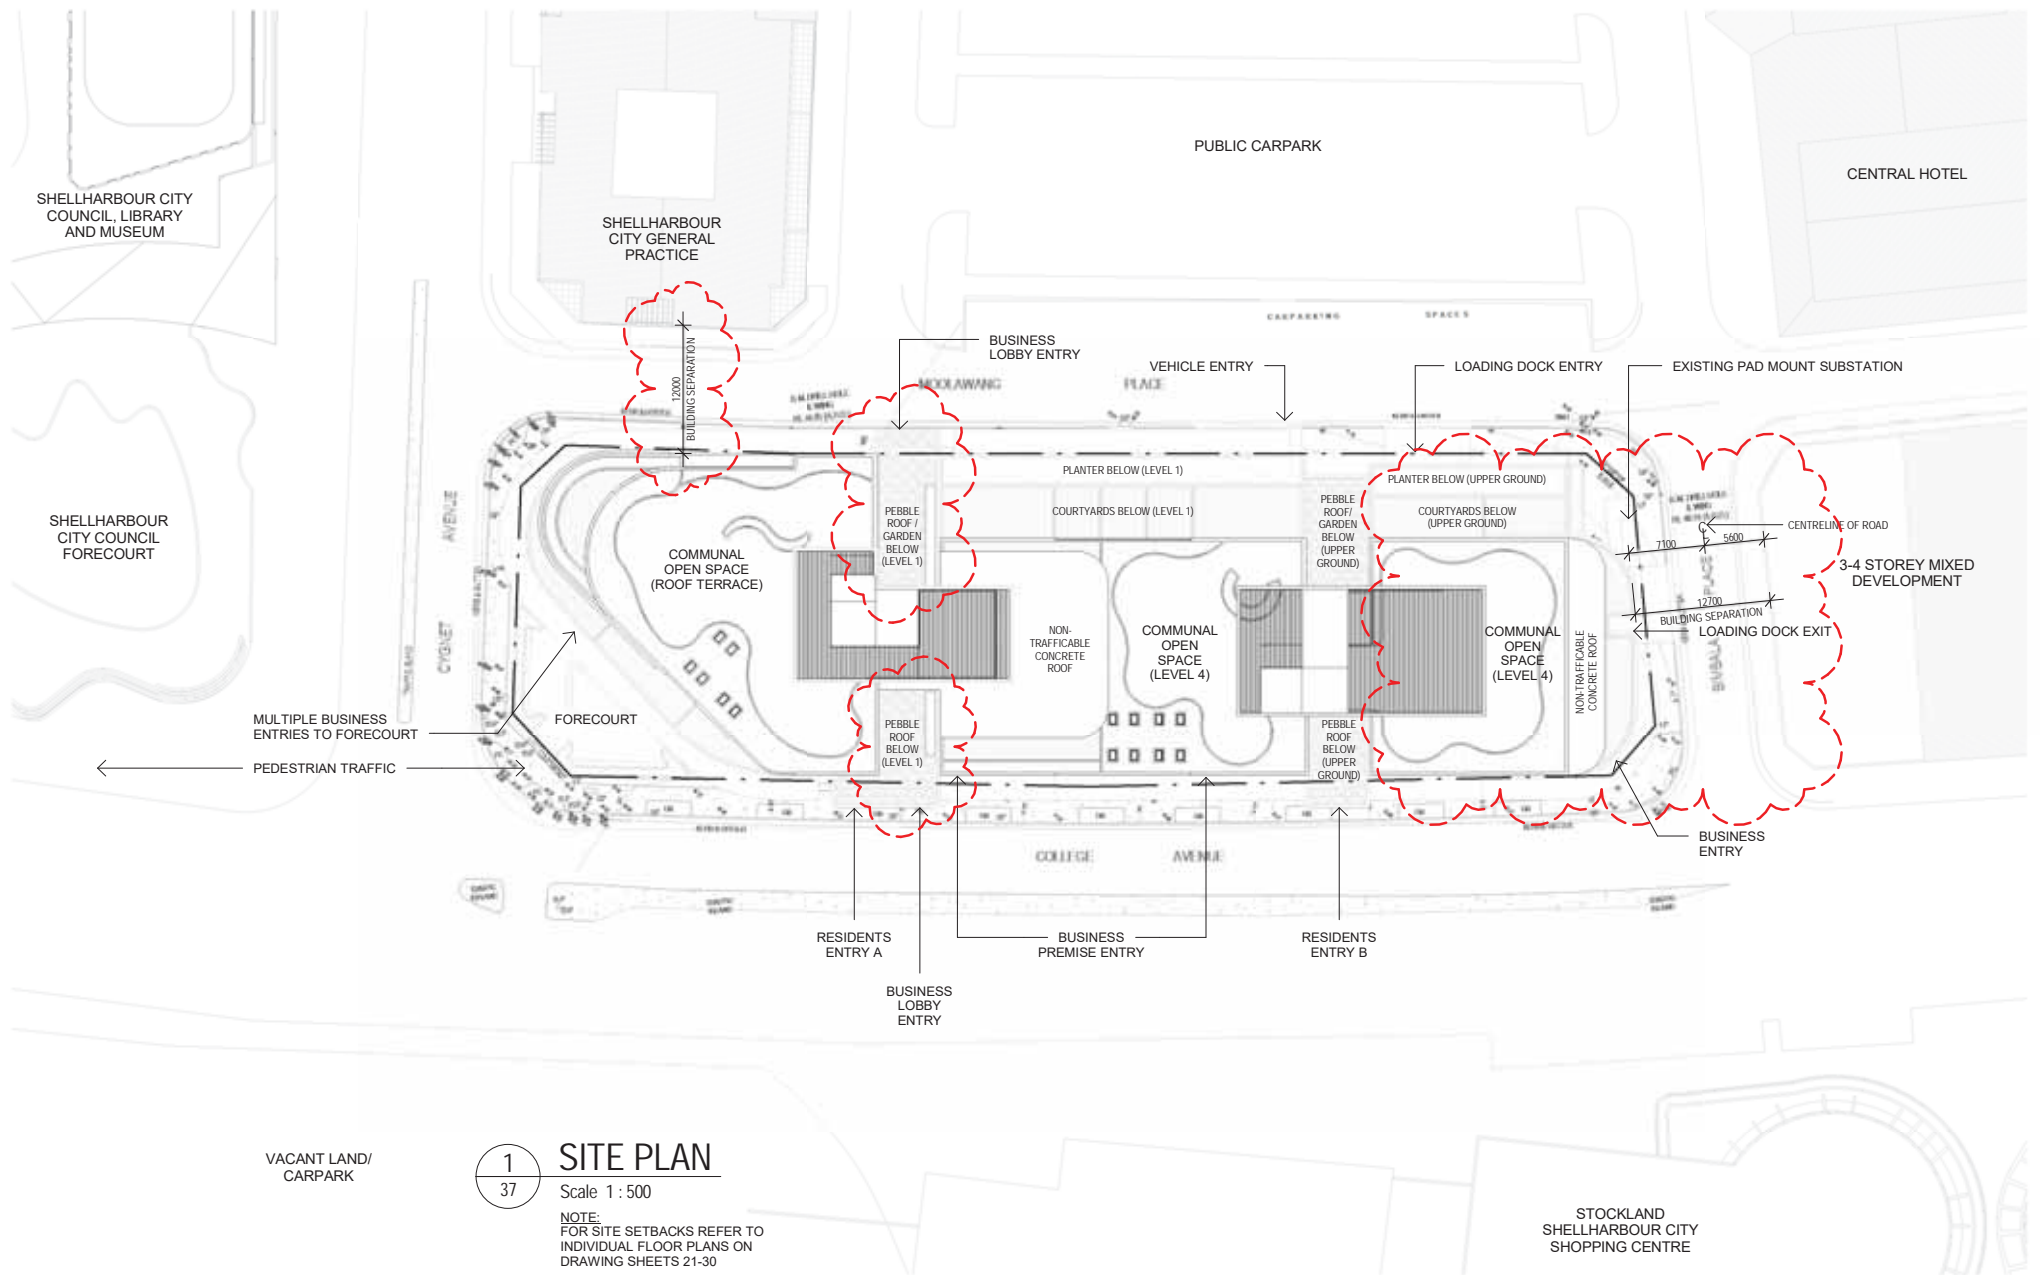 SHELLHARBOUR CITY
COUNCIL, LIBRARY
AND MUSEUM
SHELLHARBOUR
CITY GENERAL
PRACTICE
PUBLIC CARPARK
CENTRAL HOTEL
CARPARKING SPACES
12000
BUILDING SEPARATION
BUSINESS
LOBBY ENTRY
VEHICLE ENTRY
LOADING DOCK ENTRY
EXISTING PAD MOUNT SUBSTATION
MOOLAWANG PLACE
PLANTER BELOW (LEVEL 1)
PLANTER BELOW (UPPER GROUND)
COURTYARDS BELOW (LEVEL 1)
COURTYARDS BELOW
(UPPER GROUND)
PEBBLE
ROOF /
GARDEN
BELOW
(LEVEL 1)
PEBBLE
ROOF/
GARDEN
BELOW
(UPPER
GROUND)
CENTRELINE OF ROAD
7100
5600
3-4 STOREY MIXED
DEVELOPMENT
12700
BUILDING SEPARATION
LOADING DOCK EXIT
SHELLHARBOUR
CITY COUNCIL
FORECOURT
CYGNET AVENUE
COMMUNAL
OPEN SPACE
(ROOF TERRACE)
NON-
TRAFFICABLE
CONCRETE
ROOF
COMMUNAL
OPEN
SPACE
(LEVEL 4)
COMMUNAL
OPEN
SPACE
(LEVEL 4)
NON-TRAFFICABLE
CONCRETE ROOF
PLACE
MULTIPLE BUSINESS
ENTRIES TO FORECOURT
FORECOURT
PEBBLE
ROOF
BELOW
(LEVEL 1)
PEBBLE
ROOF
BELOW
(UPPER
GROUND)
PEDESTRIAN TRAFFIC
BUSINESS
ENTRY
COLLEGE AVENUE
RESIDENTS
ENTRY A
BUSINESS
PREMISE ENTRY
RESIDENTS
ENTRY B
BUSINESS
LOBBY
ENTRY
VACANT LAND/
CARPARK
1
37
SITE PLAN
Scale 1 : 500
NOTE:
FOR SITE SETBACKS REFER TO
INDIVIDUAL FLOOR PLANS ON
DRAWING SHEETS 21-30
STOCKLAND
SHELLHARBOUR CITY
SHOPPING CENTRE